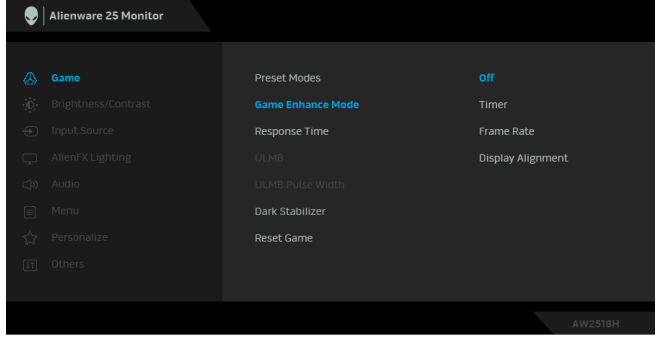 Alienware 25 Monitor
Game Preset Modes Off
Brightness/Contrast Game Enhance Mode Timer
Input Source Response Time Frame Rate
AlienFX Lighting ULMB Display Alignment
Audio ULMB Pulse Width
Menu Dark Stabilizer
Personalize Reset Game
Others
AW2518H